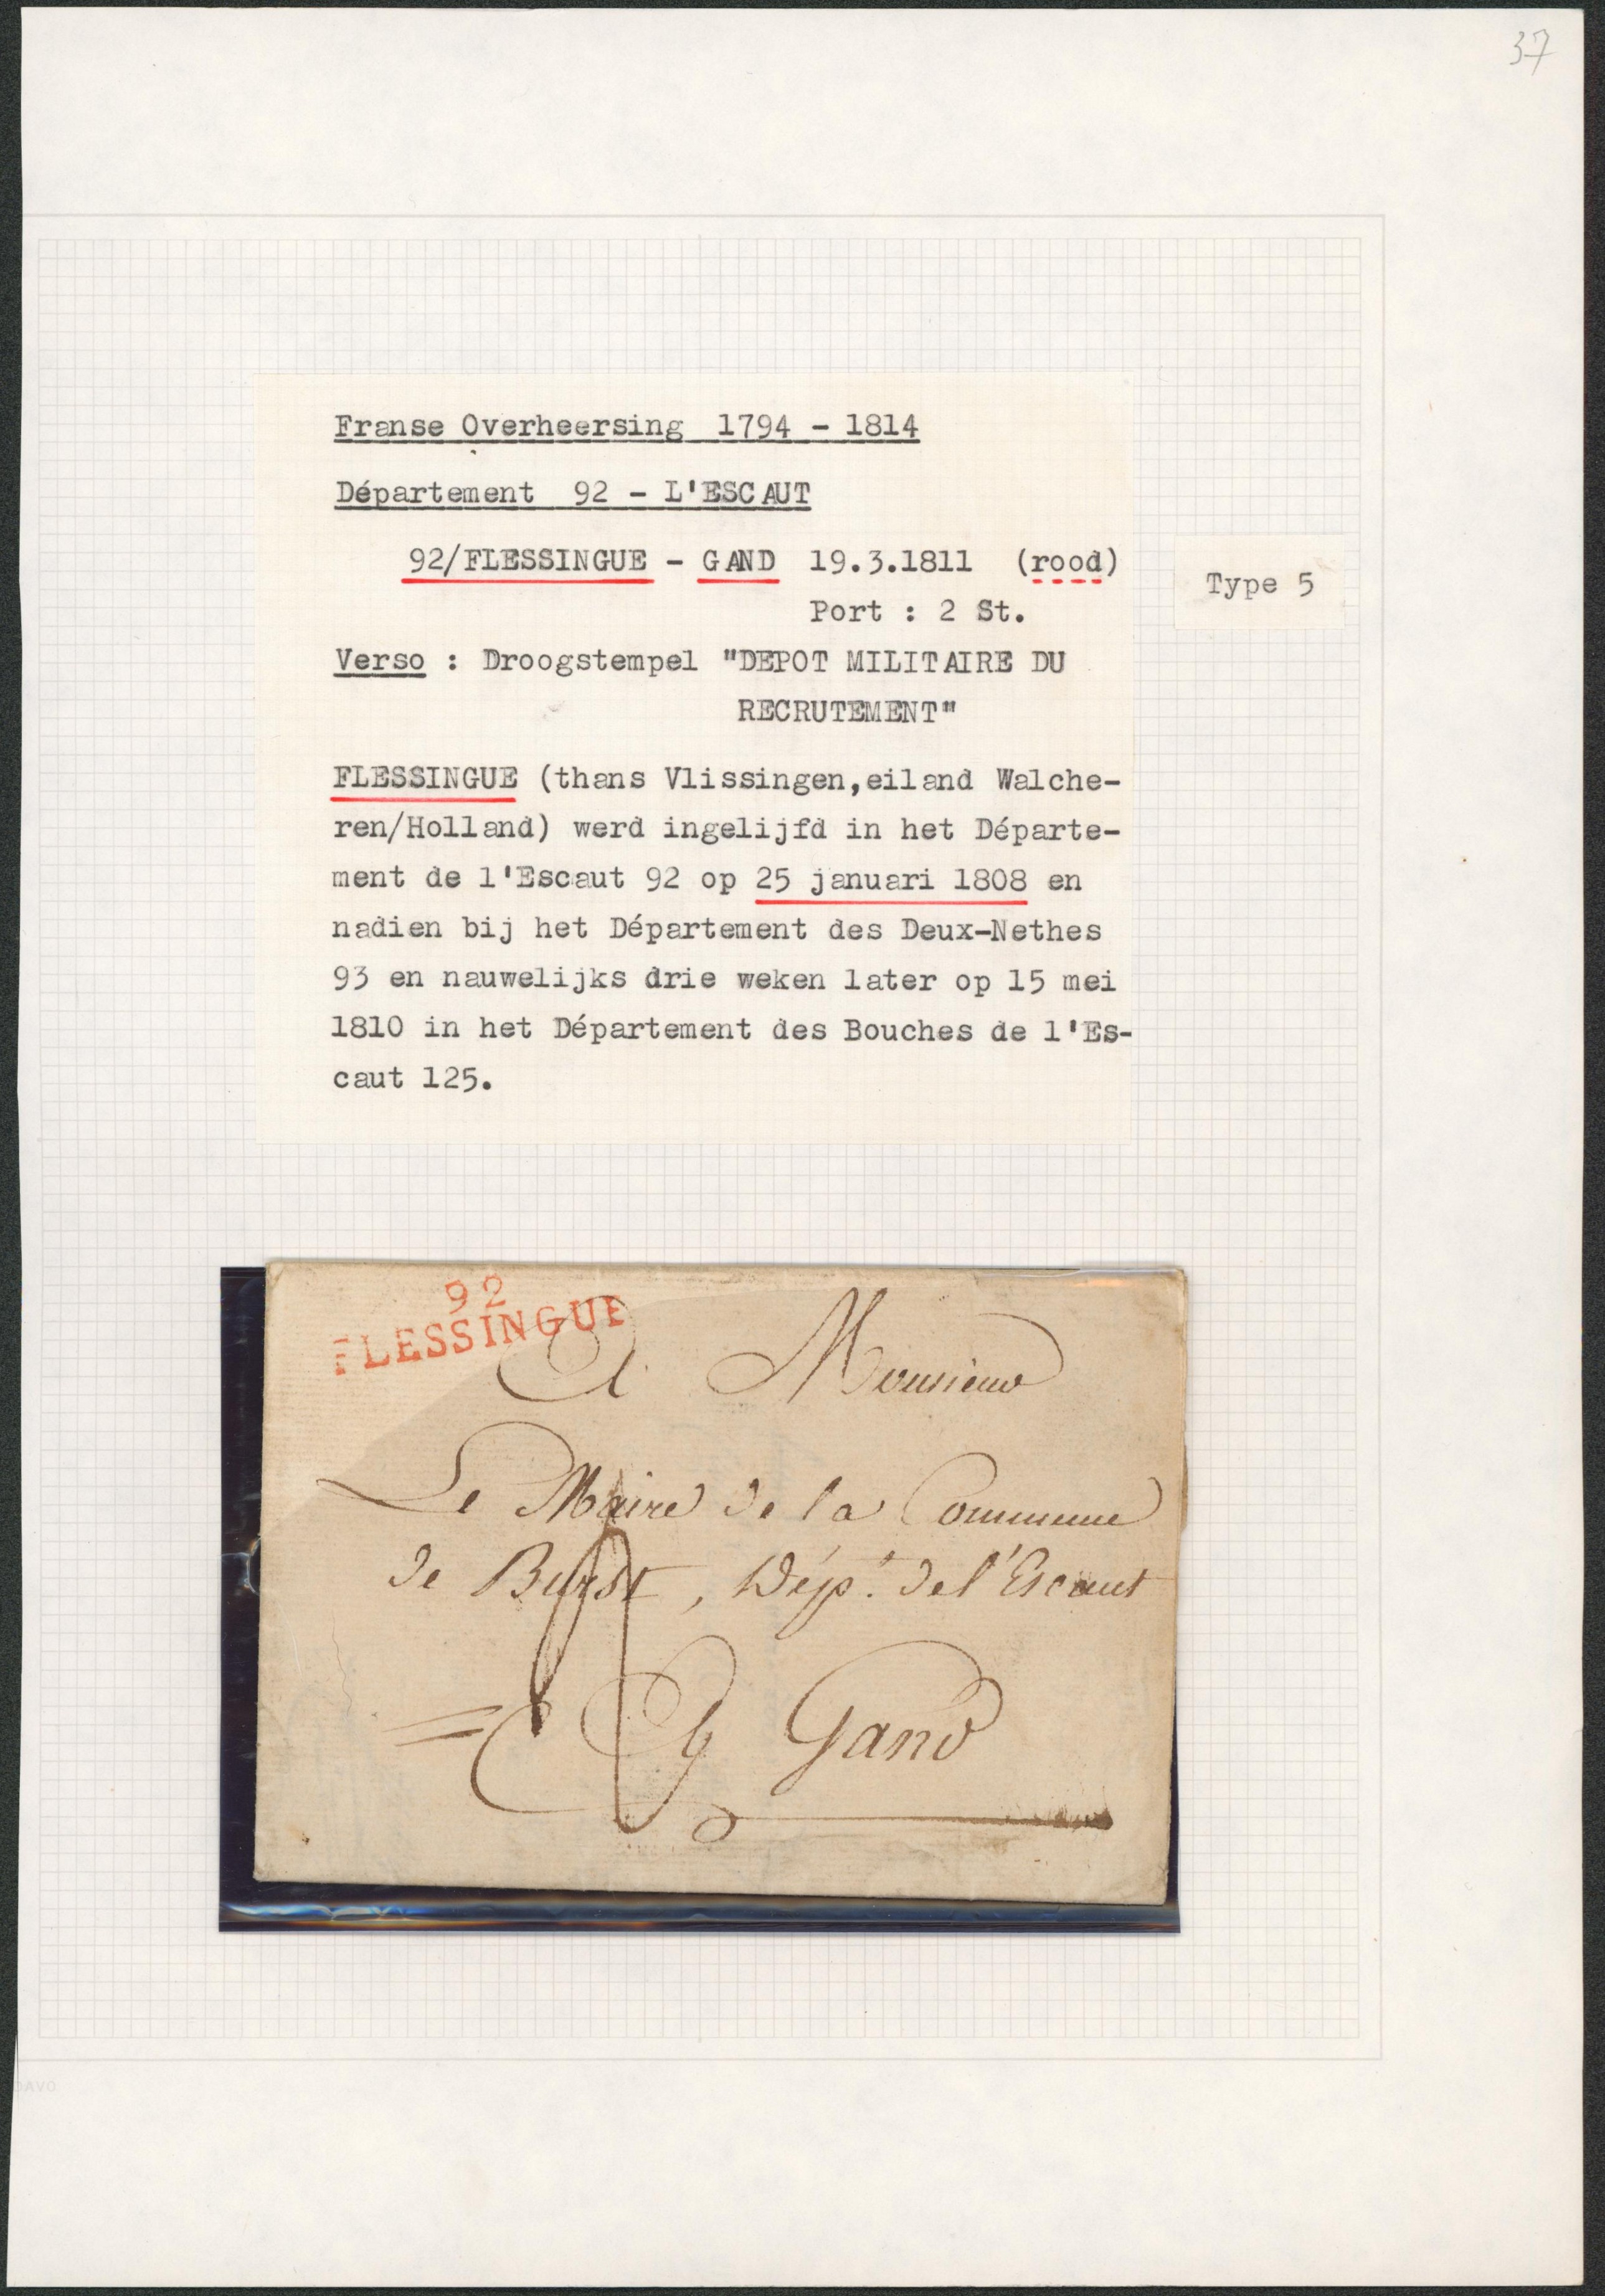 37
Franse Overheersing 1794 - 1814
Département 92 - L'ESCAUT
92/FLESSINGUE - GAND 19.3.1811 (rood)
Type 5
Port : 2 St.
Verso : Droogstempel "DEPOT MILITAIRE DU
RECRUTEMENT"
FLESSINGUE (thans Vlissingen,eiland Walche-
ren/Holland) werd ingelijfd in het Départe-
ment de l'Escaut 92 op 25 januari 1808 en
nadien bij het Département des Deux-Nethes
93 en nauwelijks drie weken later op 15 mei
1810 in het Département des Bouches de l'Es-
caut 125.
92
FLESSINGUE
A Monsieur
Le Maire de la Commune
de Burst, Dépt. de l'Escaut
Gand